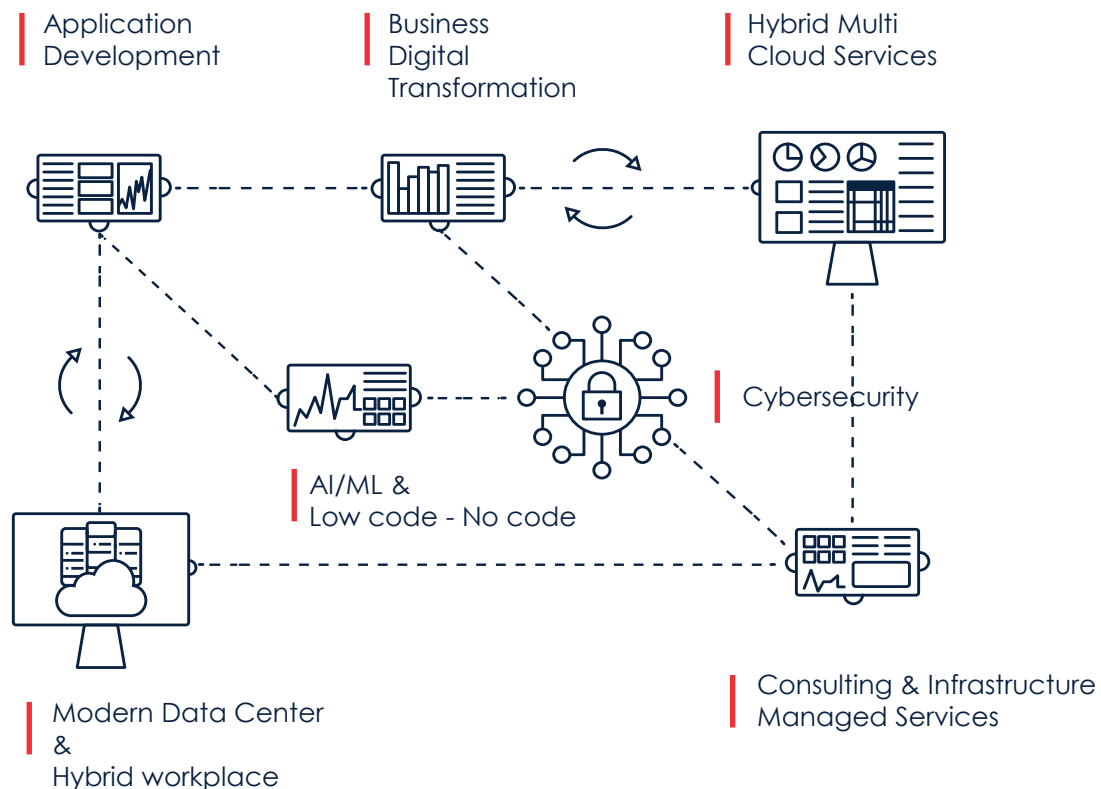 Application
Development
Business
Digital
Transformation
Hybrid Multi
Cloud Services
Cybersecurity
AI/ML &
Low code - No code
Consulting & Infrastructure
Managed Services
Modern Data Center
&
Hybrid workplace